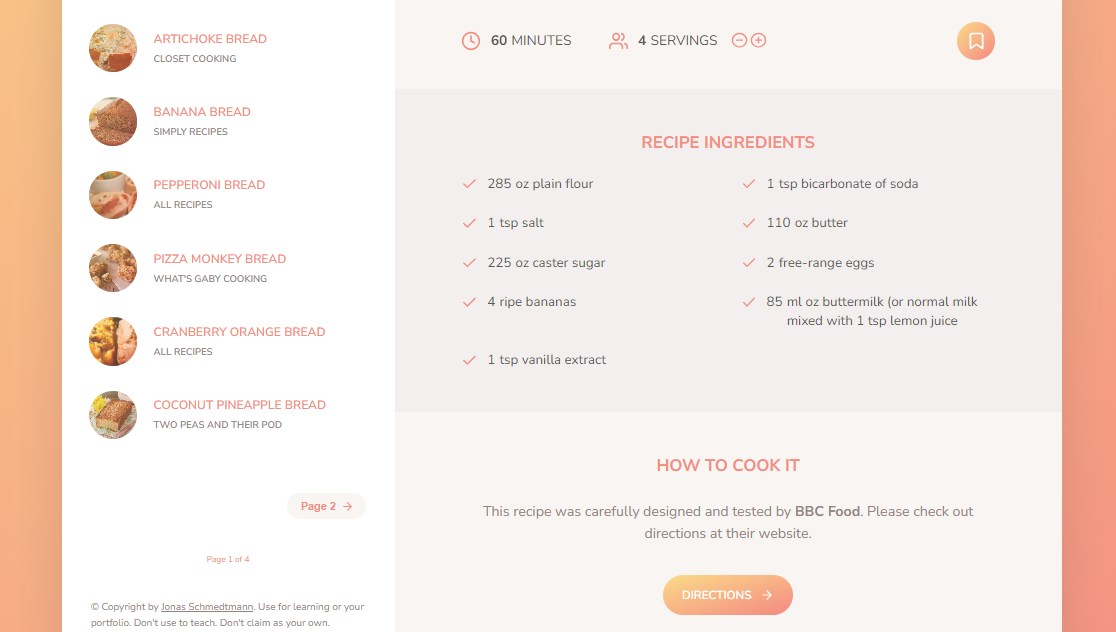 ARTICHOKE BREAD
CLOSET COOKING
BANANA BREAD
SIMPLY RECIPES
PEPPERONI BREAD
ALL RECIPES
PIZZA MONKEY BREAD
WHAT'S GABY COOKING
CRANBERRY ORANGE BREAD
ALL RECIPES
COCONUT PINEAPPLE BREAD
TWO PEAS AND THEIR POD
Page 2
Page 1 of 4
© Copyright by Jonas Schmedtmann. Use for learning or your
portfolio. Don't use to teach. Don't claim as your own.
60 MINUTES
4 SERVINGS
RECIPE INGREDIENTS
285 oz plain flour
1 tsp bicarbonate of soda
1 tsp salt
110 oz butter
225 oz caster sugar
2 free-range eggs
4 ripe bananas
85 ml oz buttermilk (or normal milk
mixed with 1 tsp lemon juice
1 tsp vanilla extract
HOW TO COOK IT
This recipe was carefully designed and tested by BBC Food. Please check out
directions at their website.
DIRECTIONS